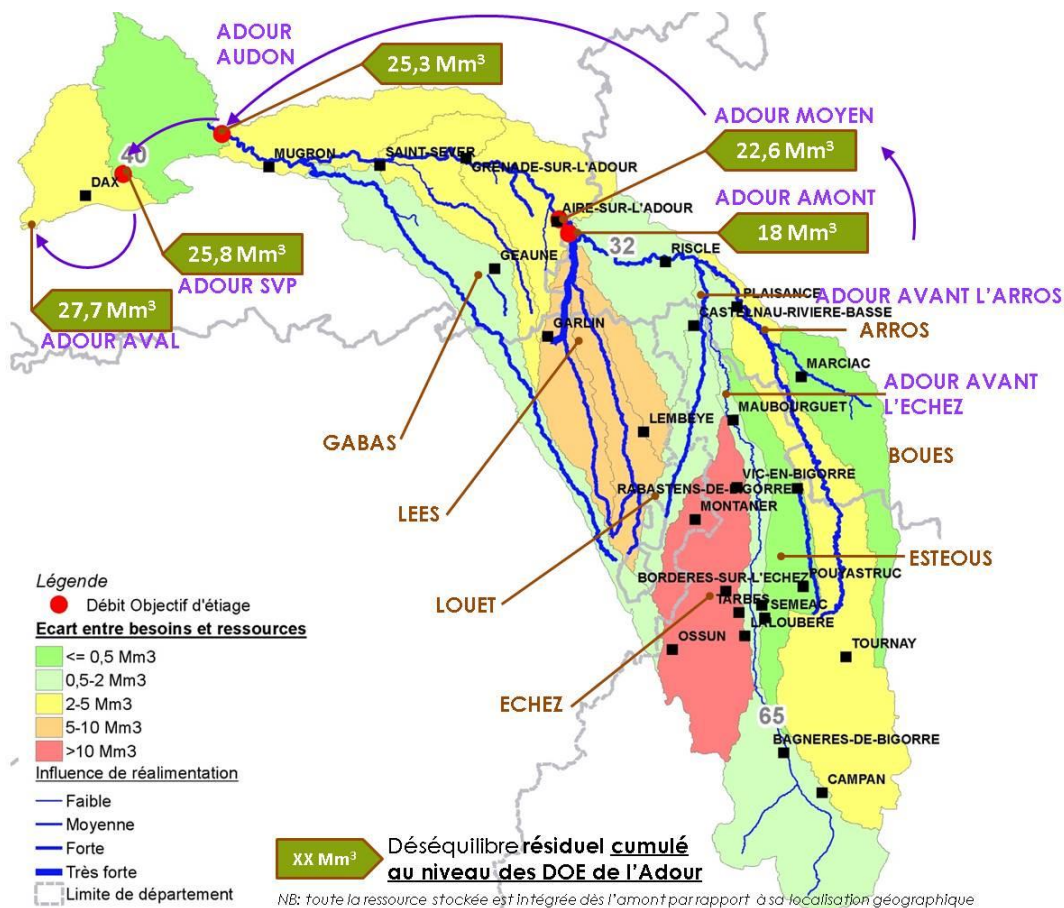 ADOUR
AUDON
25,3 Mm³
ADOUR MOYEN
22,6 Mm³
ADOUR AMONT
18 Mm³
40
DAX
MUGRON
SAINT-SEVER
GRENADE-SUR-L'ADOUR
AIRE-SUR-L'ADOUR
32
RISCLE
25,8 Mm³
ADOUR SVP
27,7 Mm³
ADOUR AVAL
GEAUNE
GARLIN
PLAISANCE
ADOUR AVANT L'ARROS
CASTELNAU-RIVIERE-BASSE
ARROS
MARCIAC
ADOUR AVANT
L'ECHEZ
MAUBOURGUET
LEMBEYE
GABAS
BOUES
VIC-EN-BIGORRE
RABASTENS-DE-BIGORRE
MONTANER
LEES
ESTEOUS
LOUET
BORDERES-SUR-L'ECHEZ
POUYASTRUC
TARBES
SEMEAC
LALOUBERE
OSSUN
TOURNAY
ECHEZ
65
BAGNERES-DE-BIGORRE
CAMPAN
Légende
Débit Objectif d'étiage
Ecart entre besoins et ressources
<= 0,5 Mm3
0,5-2 Mm3
2-5 Mm3
5-10 Mm3
>10 Mm3
Influence de réalimentation
Faible
Moyenne
Forte
Très forte
Limite de département
XX Mm³
Déséquilibre résiduel cumulé
au niveau des DOE de l'Adour
NB: toute la ressource stockée est intégrée dès l'amont par rapport à sa localisation géographique